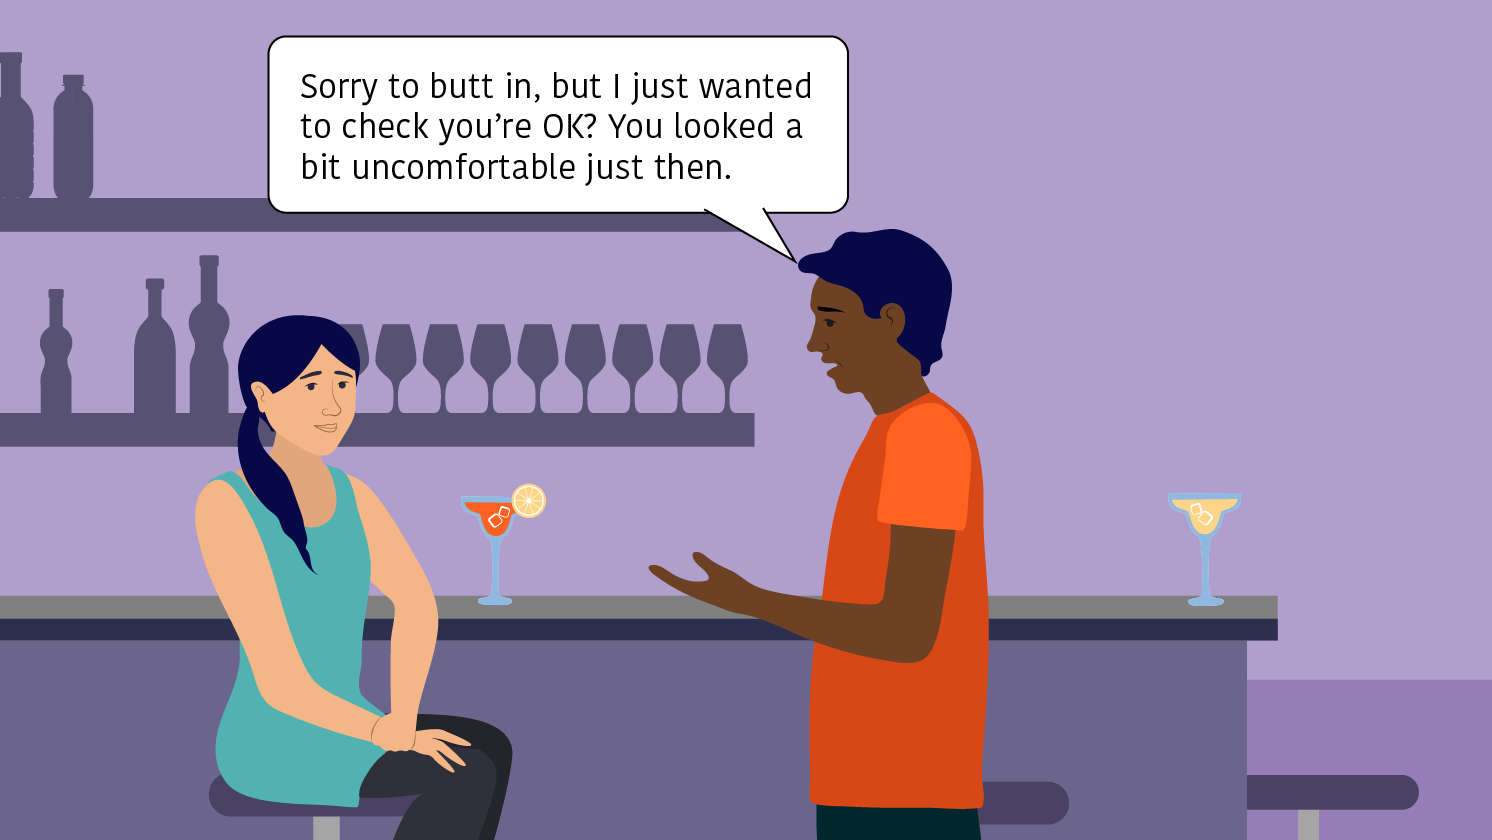 Sorry to butt in, but I just wanted
to check you’re OK? You looked a
bit uncomfortable just then.